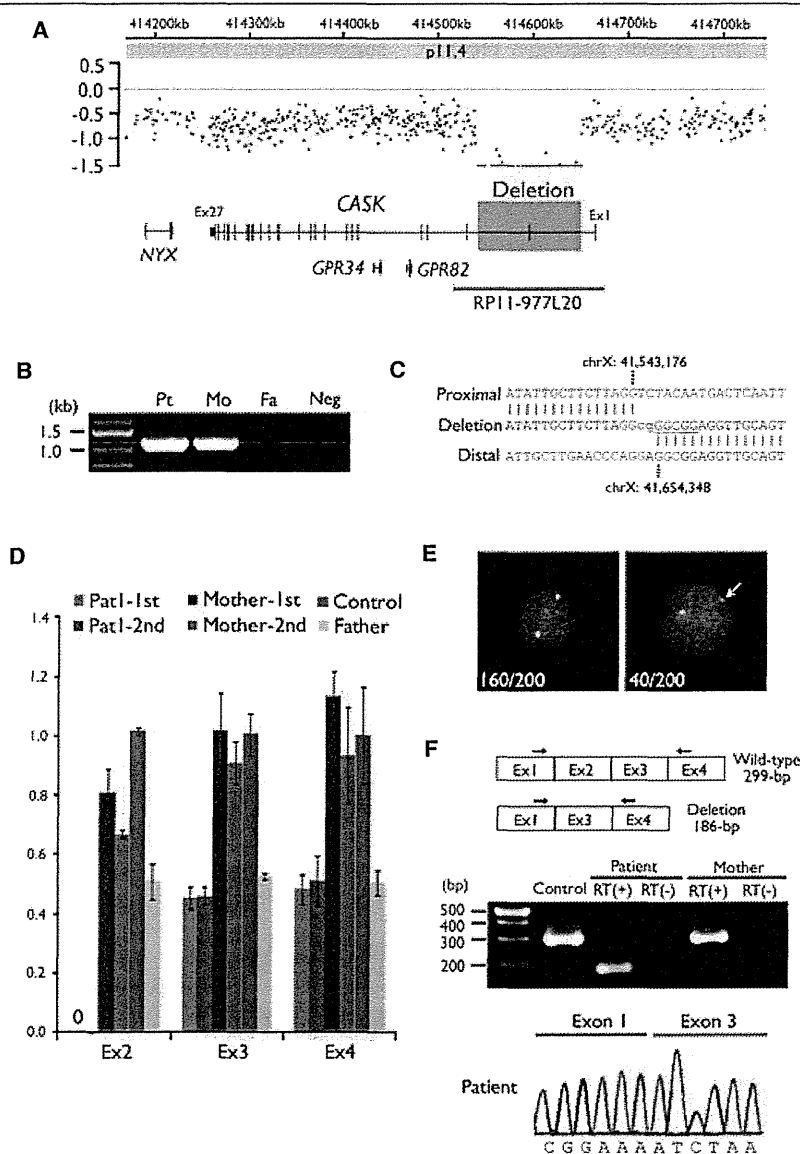 A
414200kb 414300kb 414400kb 414500kb 414600kb 414700kb 414700kb
p11.4
0.5
0.0
-0.5
-1.0
-1.5
Deletion
Ex27
CASK
Ex1
NYX
GPR34
GPR82
RP11-977L20
B
(kb)
Pt Mo Fa Neg
1.5
1.0
C
chrX: 41,543,176
Proximal ATATTGCTTCTTAGGTCTACAATGACTCAATT
Deletion ATATTGCTTCTTAGGcgGGCGGAGGTTGCAGT
Distal ATTGCTTGAACCCAGGAGGCGGAGGTTGCAGT
chrX: 41,654,348
D
Pat1-1st Mother-1st Control
Pat1-2nd Mother-2nd Father
1.4
1.2
1.0
0.8
0.6
0.4
0.2
0.0
0
Ex2 Ex3 Ex4
E
160/200 40/200
F
Ex1 Ex2 Ex3 Ex4
Wild-type
299-bp
Ex1 Ex3 Ex4
Deletion
186-bp
Patient Mother
(bp) Control RT(+) RT(-) RT(+) RT(-)
500
400
300
200
Exon 1 Exon 3
Patient
C G G A A A A T C T A A